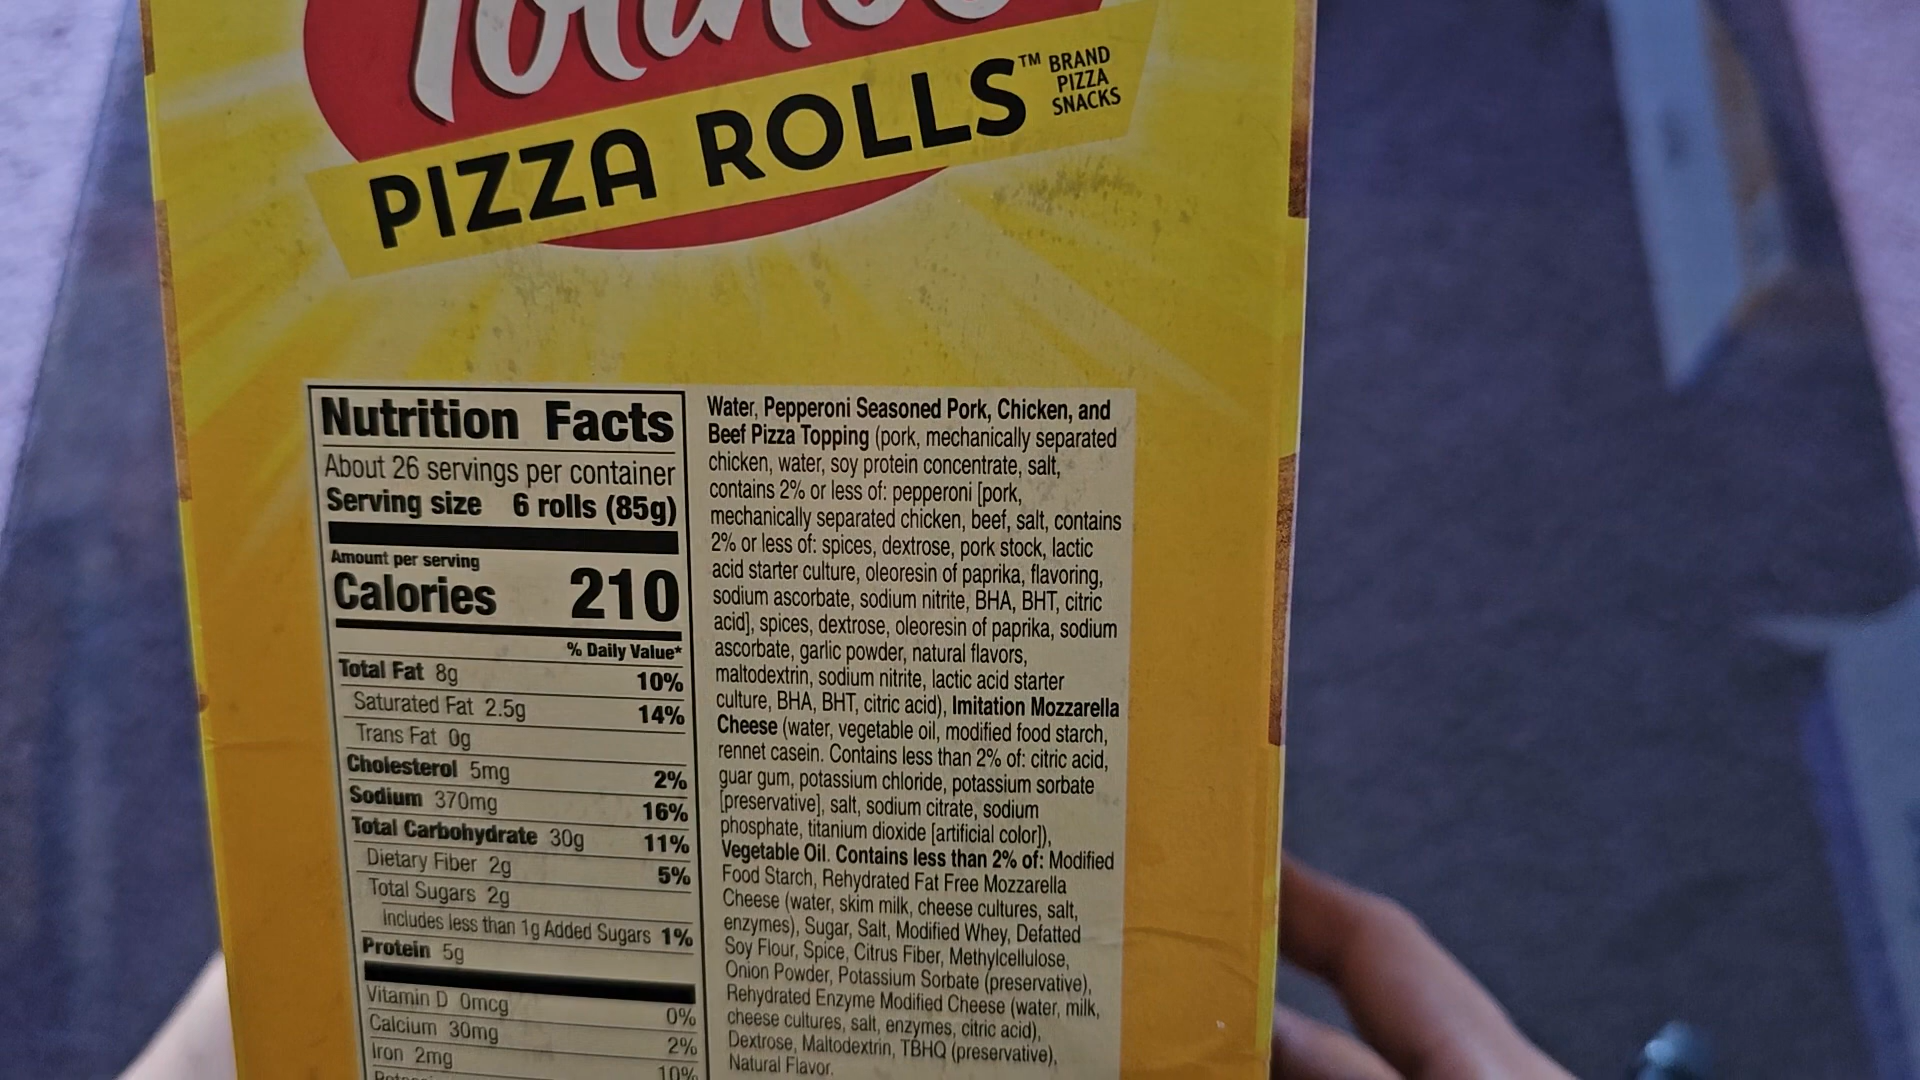 Totino's
PIZZA ROLLS™ BRAND
PIZZA
SNACKS
Nutrition Facts
About 26 servings per container
Serving size 6 rolls (85g)
Amount per serving
Calories 210
% Daily Value*
Total Fat 8g 10%
Saturated Fat 2.5g 14%
Trans Fat 0g
Cholesterol 5mg 2%
Sodium 370mg 16%
Total Carbohydrate 30g 11%
Dietary Fiber 2g 5%
Total Sugars 2g
Includes less than 1g Added Sugars 1%
Protein 5g
Vitamin D 0mcg 0%
Calcium 30mg 2%
Iron 2mg 10%
Water, Pepperoni Seasoned Pork, Chicken, and
Beef Pizza Topping (pork, mechanically separated
chicken, water, soy protein concentrate, salt,
contains 2% or less of: pepperoni [pork,
mechanically separated chicken, beef, salt, contains
2% or less of: spices, dextrose, pork stock, lactic
acid starter culture, oleoresin of paprika, flavoring,
sodium ascorbate, sodium nitrite, BHA, BHT, citric
acid], spices, dextrose, oleoresin of paprika, sodium
ascorbate, garlic powder, natural flavors,
maltodextrin, sodium nitrite, lactic acid starter
culture, BHA, BHT, citric acid), Imitation Mozzarella
Cheese (water, vegetable oil, modified food starch,
rennet casein. Contains less than 2% of: citric acid,
guar gum, potassium chloride, potassium sorbate
[preservative], salt, sodium citrate, sodium
phosphate, titanium dioxide [artificial color]),
Vegetable Oil. Contains less than 2% of: Modified
Food Starch, Rehydrated Fat Free Mozzarella
Cheese (water, skim milk, cheese cultures, salt,
enzymes), Sugar, Salt, Modified Whey, Defatted
Soy Flour, Spice, Citrus Fiber, Methylcellulose,
Onion Powder, Potassium Sorbate (preservative),
Rehydrated Enzyme Modified Cheese (water, milk,
cheese cultures, salt, enzymes, citric acid),
Dextrose, Maltodextrin, TBHQ (preservative),
Natural Flavor.